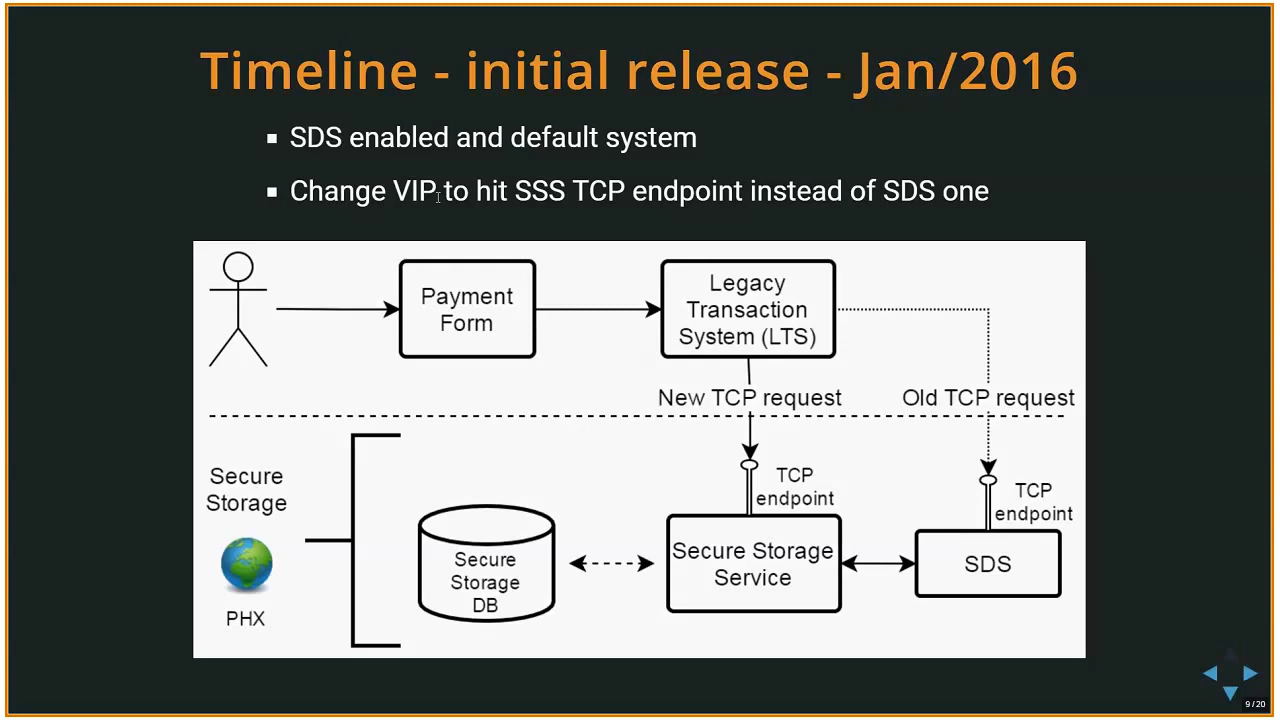 Timeline - initial release - Jan/2016
SDS enabled and default system
Change VIP to hit SSS TCP endpoint instead of SDS one
Payment
Form
Legacy
Transaction
System (LTS)
New TCP request
Old TCP request
Secure
Storage
PHX
Secure
Storage
DB
TCP
endpoint
Secure Storage
Service
TCP
endpoint
SDS
9 / 20